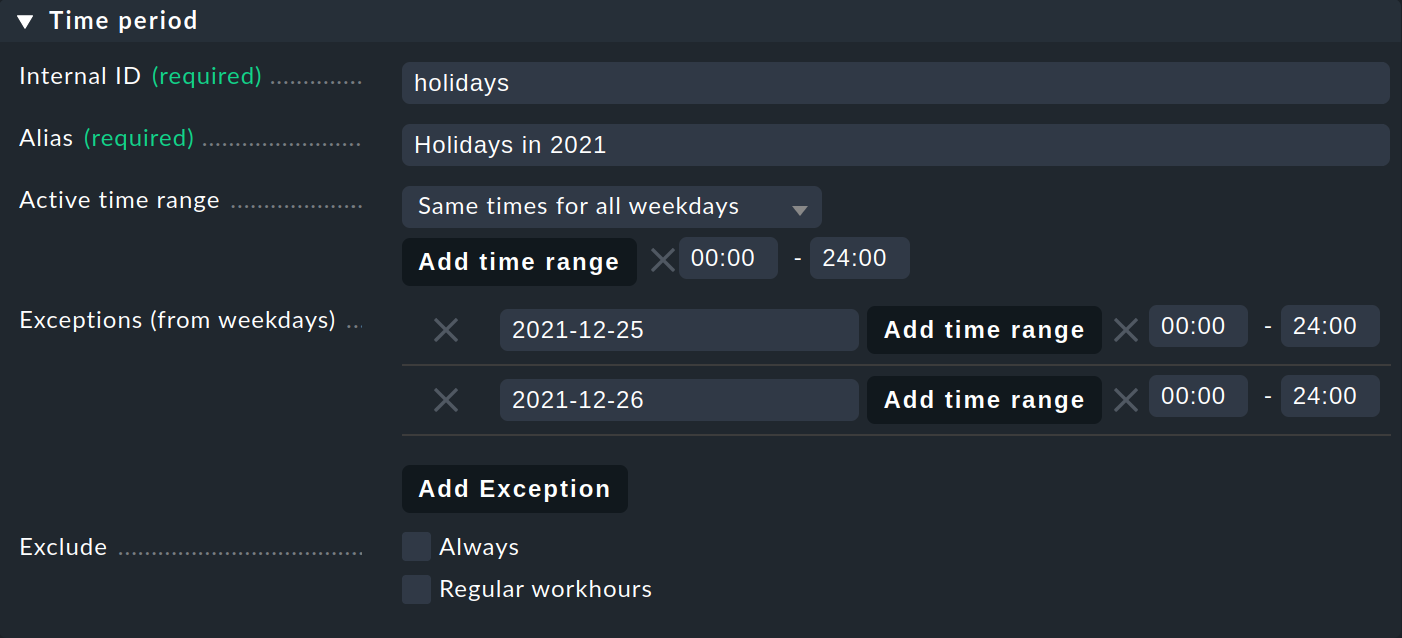 Time period
Internal ID (required) holidays
Alias (required) Holidays in 2021
Active time range Same times for all weekdays
Add time range 00:00 - 24:00
Exceptions (from weekdays) 2021-12-25 Add time range 00:00 - 24:00
2021-12-26 Add time range 00:00 - 24:00
Add Exception
Exclude Always
Regular workhours